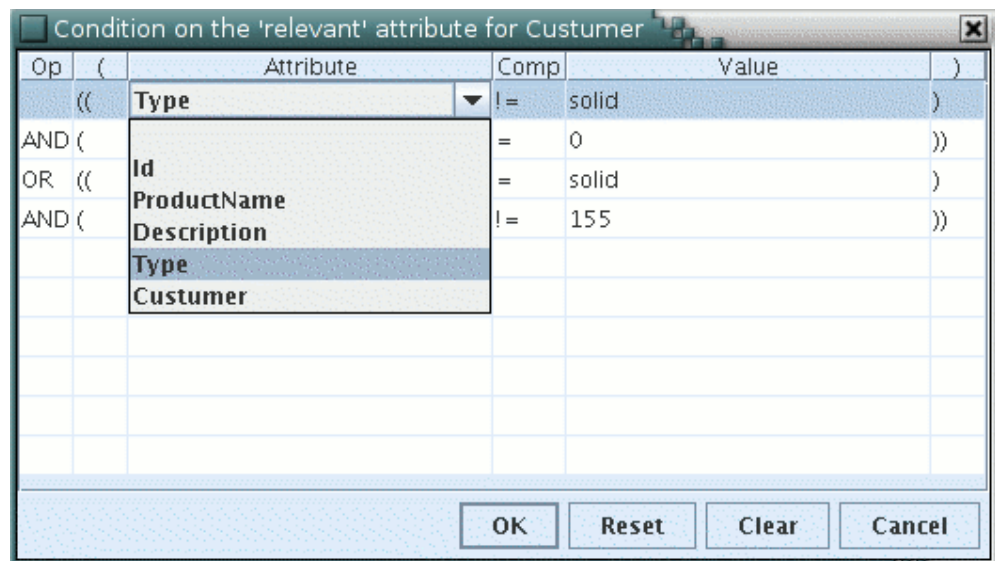 Condition on the 'relevant' attribute for Custumer
Op ( Attribute Comp Value )
(( Type != solid )
AND ( = 0 ))
Id
OR (( = solid )
ProductName
AND ( != 155 ))
Description
Type
Custumer
OK Reset Clear Cancel